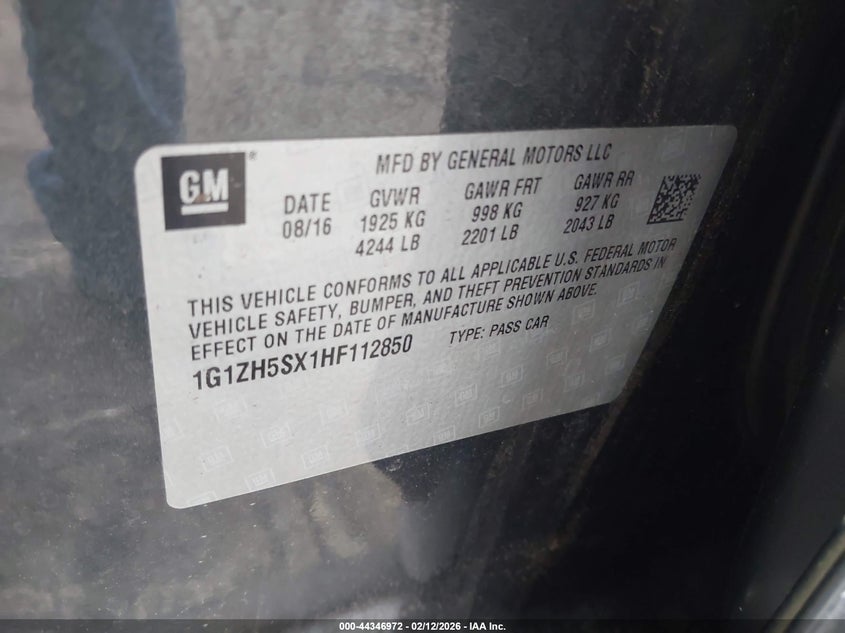 GM ®
MFD BY GENERAL MOTORS LLC
DATE GVWR GAWR FRT GAWR RR
08/16 1925 KG 998 KG 927 KG
4244 LB 2201 LB 2043 LB
THIS VEHICLE CONFORMS TO ALL APPLICABLE U.S. FEDERAL MOTOR
VEHICLE SAFETY, BUMPER, AND THEFT PREVENTION STANDARDS IN
EFFECT ON THE DATE OF MANUFACTURE SHOWN ABOVE.
1G1ZH5SX1HF112850 TYPE: PASS CAR
000-44346972 - 02/12/2026 - IAA Inc.